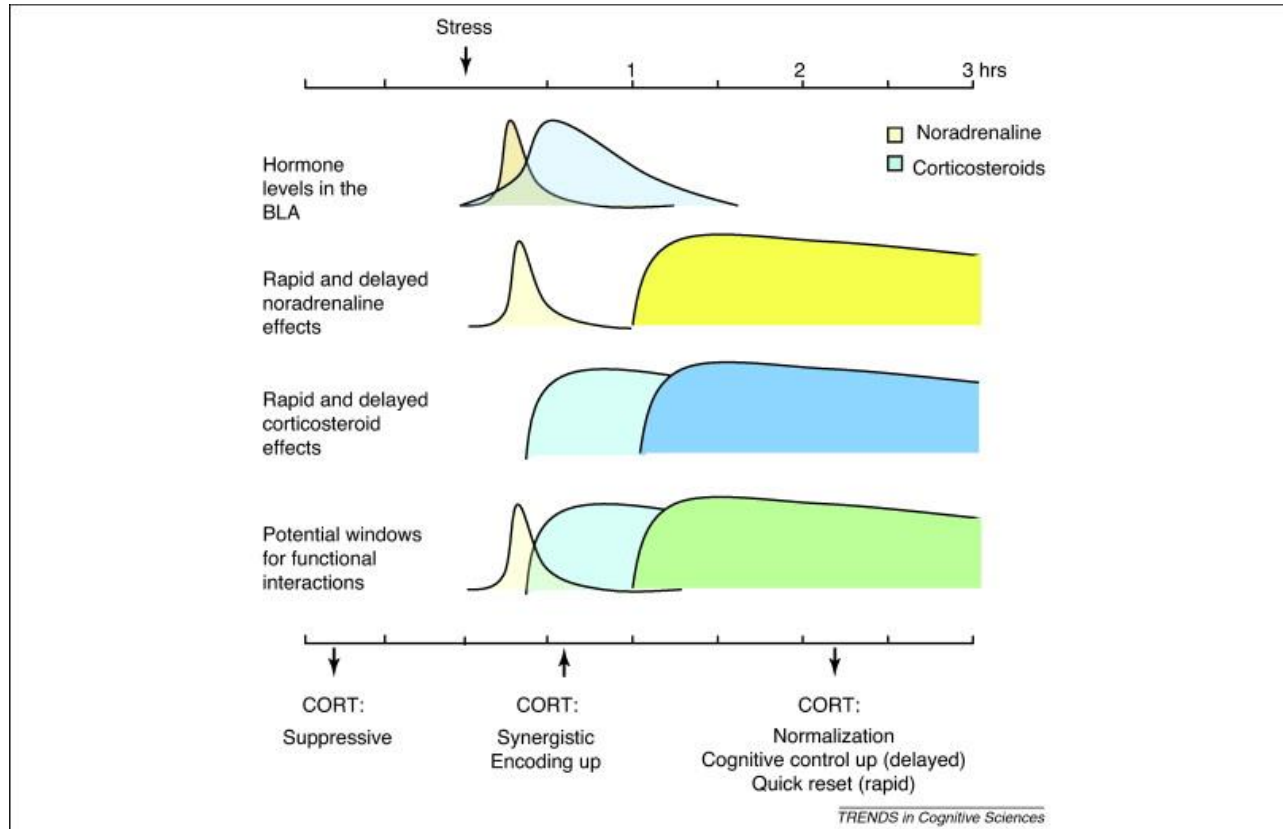 Stress
1
2
3 hrs
Noradrenaline
Corticosteroids
Hormone
levels in the
BLA
Rapid and delayed
noradrenaline
effects
Rapid and delayed
corticosteroid
effects
Potential windows
for functional
interactions
CORT:
Suppressive
CORT:
Synergistic
Encoding up
CORT:
Normalization
Cognitive control up (delayed)
Quick reset (rapid)
TRENDS in Cognitive Sciences